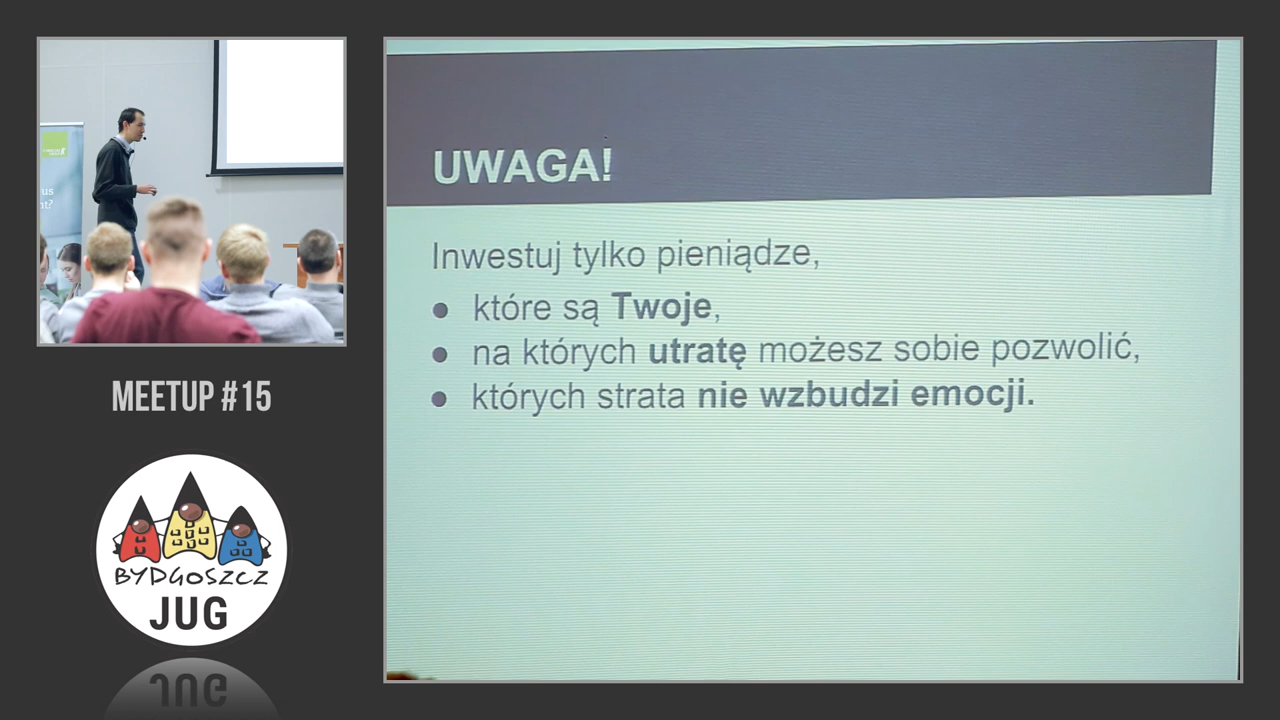 UWAGA!
Inwestuj tylko pieniądze,
● które są Twoje,
● na których utratę możesz sobie pozwolić,
● których strata nie wzbudzi emocji.
MEETUP #15
BYDGOSZCZ
JUG